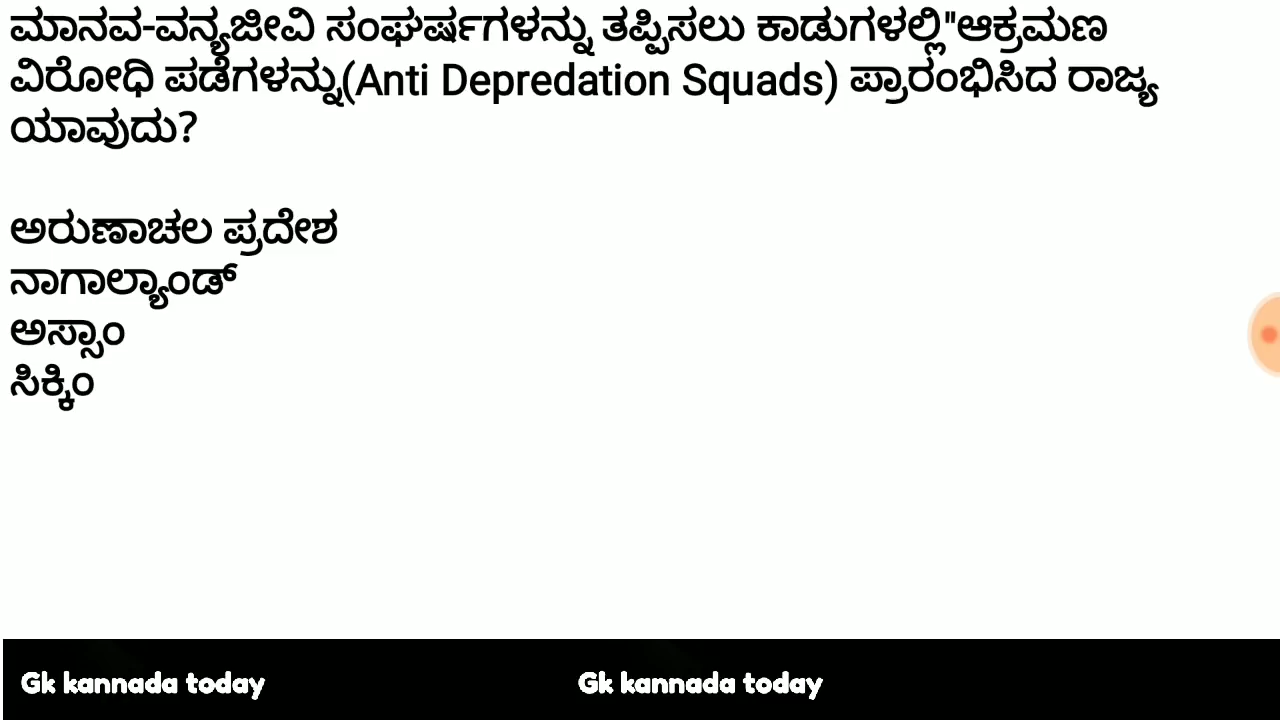 ಮಾನವ-ವನ್ಯಜೀವಿ ಸಂಘರ್ಷಗಳನ್ನು ತಪ್ಪಿಸಲು ಕಾಡುಗಳಲ್ಲಿ"ಆಕ್ರಮಣ
ವಿರೋಧಿ ಪಡೆಗಳನ್ನು(Anti Depredation Squads) ಪ್ರಾರಂಭಿಸಿದ ರಾಜ್ಯ
ಯಾವುದು?
ಅರುಣಾಚಲ ಪ್ರದೇಶ
ನಾಗಾಲ್ಯಾಂಡ್
ಅಸ್ಸಾಂ
ಸಿಕ್ಕಿಂ
Gk kannada today Gk kannada today